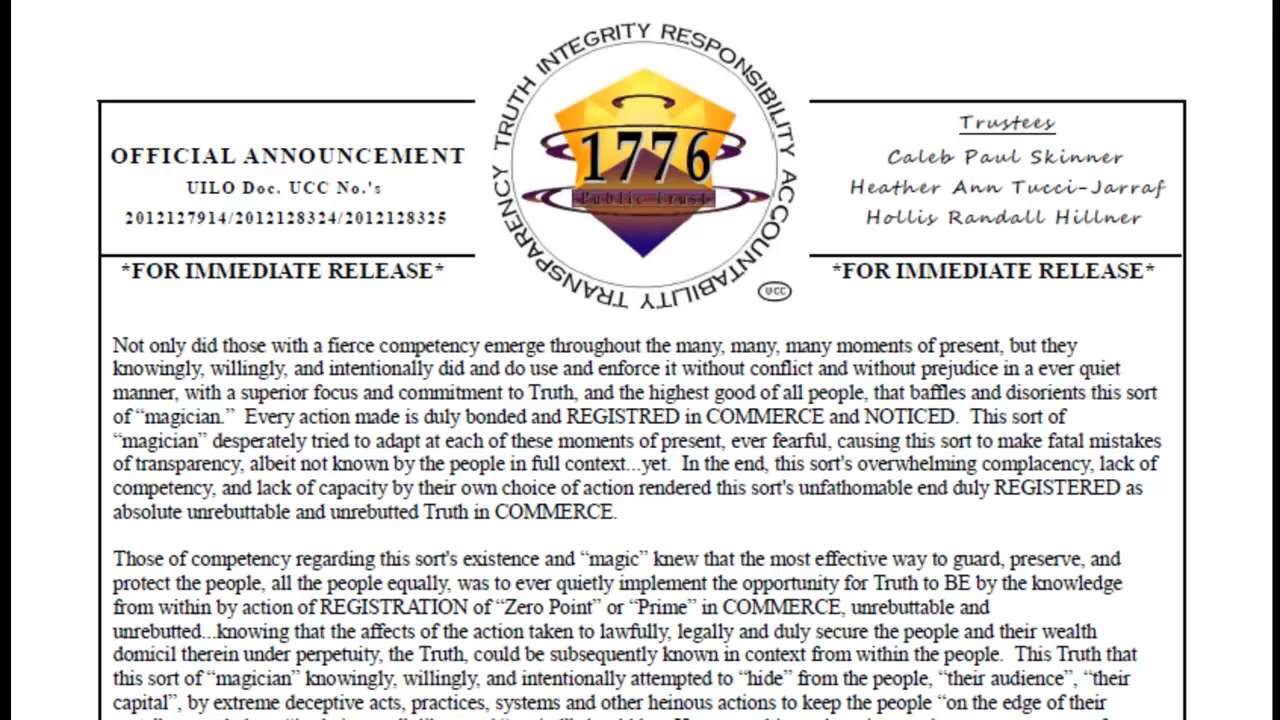 TRANSPARENCY TRUTH INTEGRITY RESPONSIBILITY ACCOUNTABILITY
1776
Public Trust
UCC
OFFICIAL ANNOUNCEMENT
UILO Doc. UCC No.'s
2012127914/2012128324/2012128325
Trustees
Caleb Paul Skinner
Heather Ann Tucci-Jarraf
Hollis Randall Hillner
*FOR IMMEDIATE RELEASE*
*FOR IMMEDIATE RELEASE*
Not only did those with a fierce competency emerge throughout the many, many, many moments of present, but they
knowingly, willingly, and intentionally did and do use and enforce it without conflict and without prejudice in a ever quiet
manner, with a superior focus and commitment to Truth, and the highest good of all people, that baffles and disorients this sort
of “magician.” Every action made is duly bonded and REGISTRED in COMMERCE and NOTICED. This sort of
“magician” desperately tried to adapt at each of these moments of present, ever fearful, causing this sort to make fatal mistakes
of transparency, albeit not known by the people in full context...yet. In the end, this sort's overwhelming complacency, lack of
competency, and lack of capacity by their own choice of action rendered this sort's unfathomable end duly REGISTERED as
absolute unrebuttable and unrebutted Truth in COMMERCE.
Those of competency regarding this sort's existence and “magic” knew that the most effective way to guard, preserve, and
protect the people, all the people equally, was to ever quietly implement the opportunity for Truth to BE by the knowledge
from within by action of REGISTRATION of “Zero Point” or “Prime” in COMMERCE, unrebuttable and
unrebutted...knowing that the affects of the action taken to lawfully, legally and duly secure the people and their wealth
domicil therein under perpetuity, the Truth, could be subsequently known in context from within the people. This Truth that
this sort of “magician” knowingly, willingly, and intentionally attempted to “hide” from the people, “their audience”, “their
capital”, by extreme deceptive acts, practices, systems and other heinous actions to keep the people “on the edge of their